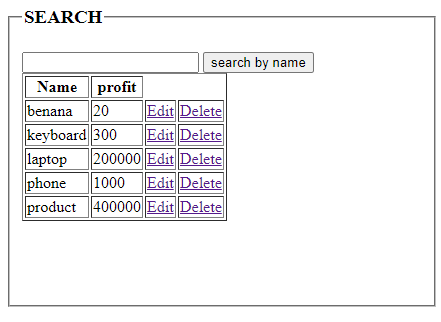 SEARCH
search by name
Name profit
benana 20 Edit Delete
keyboard 300 Edit Delete
laptop 200000 Edit Delete
phone 1000 Edit Delete
product 400000 Edit Delete